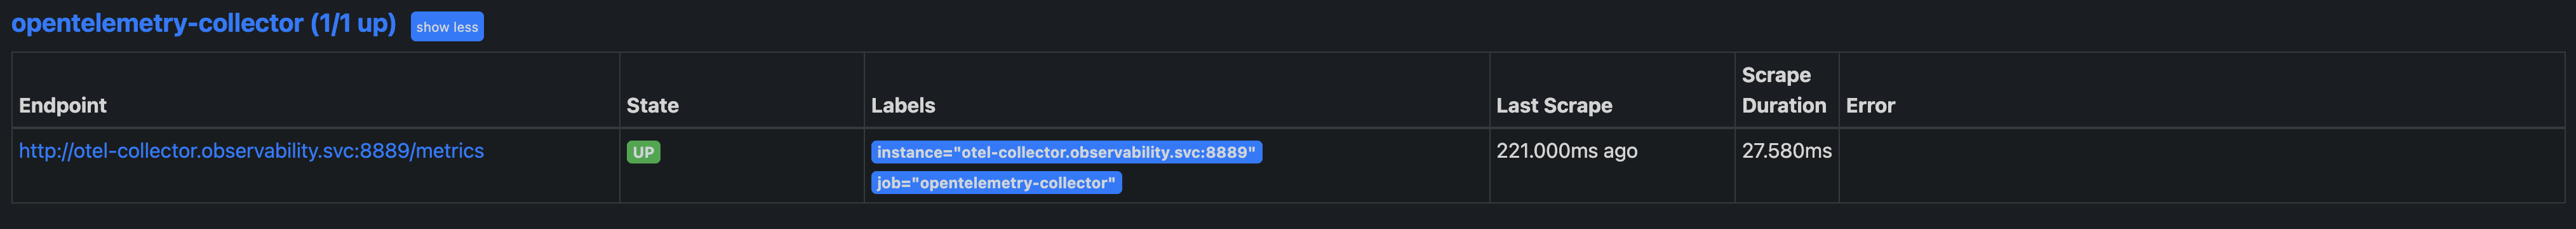 opentelemetry-collector (1/1 up) show less
Endpoint State Labels Last Scrape Scrape Duration Error
http://otel-collector.observability.svc:8889/metrics UP instance="otel-collector.observability.svc:8889" 221.000ms ago 27.580ms
job="opentelemetry-collector"